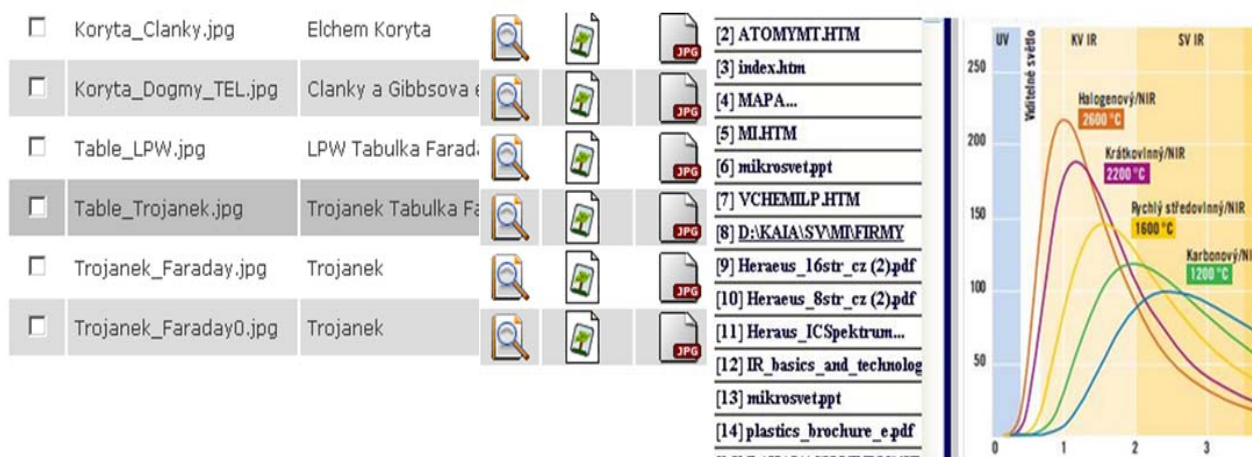 Koryta_Clanky.jpg Elchem Koryta JPG
Koryta_Dogmy_TEL.jpg Clanky a Gibbsova e JPG
Table_LPW.jpg LPW Tabulka Farada JPG
Table_Trojanek.jpg Trojanek Tabulka Fa JPG
Trojanek_Faraday.jpg Trojanek JPG
Trojanek_Faraday0.jpg Trojanek JPG
[2] ATOMYMT.HTM
[3] index.htm
[4] MAPA...
[5] MI.HTM
[6] mikrosvet.ppt
[7] VCHEMILP.HTM
[8] D:\KAIA\SV\MI\FIRMY
[9] Heraeus_16str_cz (2).pdf
[10] Heraeus_8str_cz (2).pdf
[11] Heraus_ICSpektrum...
[12] IR_basics_and_technolog
[13] mikrosvet.ppt
[14] plastics_brochure_e.pdf
UV
Viditelné světlo
KV IR
SV IR
250
200
150
100
50
Halogenový/NIR
2600 °C
Krátkovlnný/NIR
2200 °C
Rychlý středovlnný/NIR
1600 °C
Karbonový/NI
1200 °C
0 1 2 3